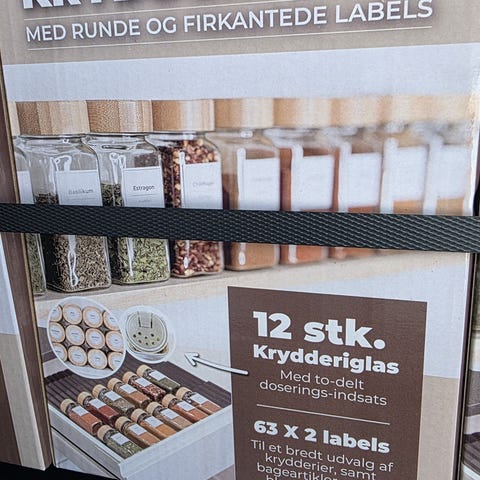 MED RUNDE OG FIRKANTEDE LABELS
Basilikum
Estragon
12 stk.
Krydderiglas
Med to-delt
doserings-indsats
63 X 2 labels
Til et bredt udvalg af
krydderier, samt
bageartikler